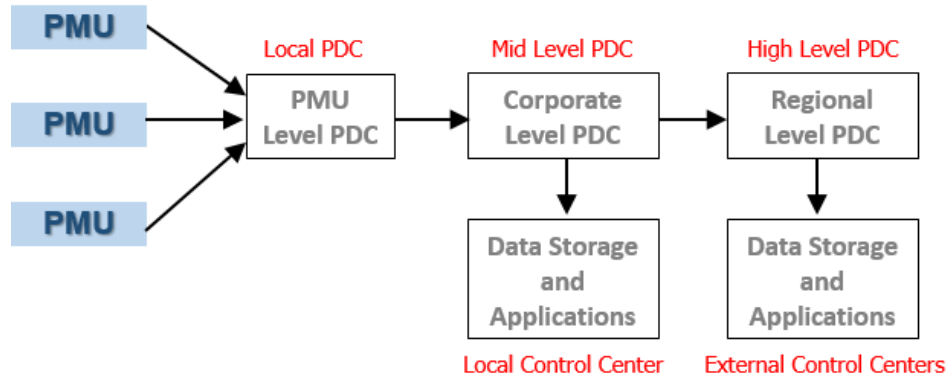 PMU
PMU
PMU
Local PDC
PMU
Level PDC
Mid Level PDC
Corporate
Level PDC
High Level PDC
Regional
Level PDC
Data Storage
and
Applications
Local Control Center
Data Storage
and
Applications
External Control Centers